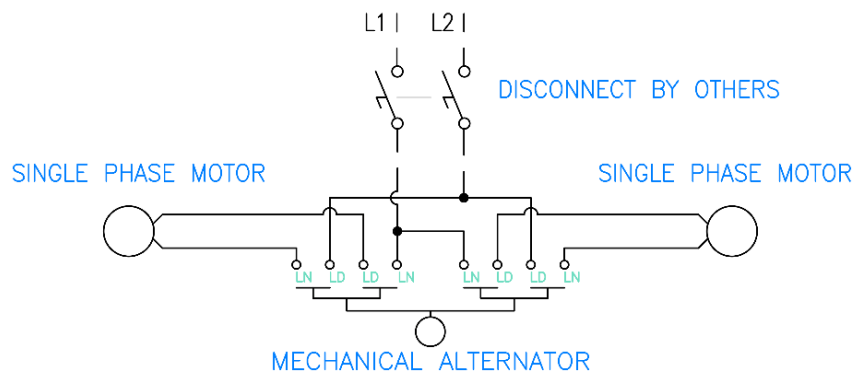 L1 L2
DISCONNECT BY OTHERS
SINGLE PHASE MOTOR SINGLE PHASE MOTOR
LN LD LD LN LN LD LD LN
MECHANICAL ALTERNATOR